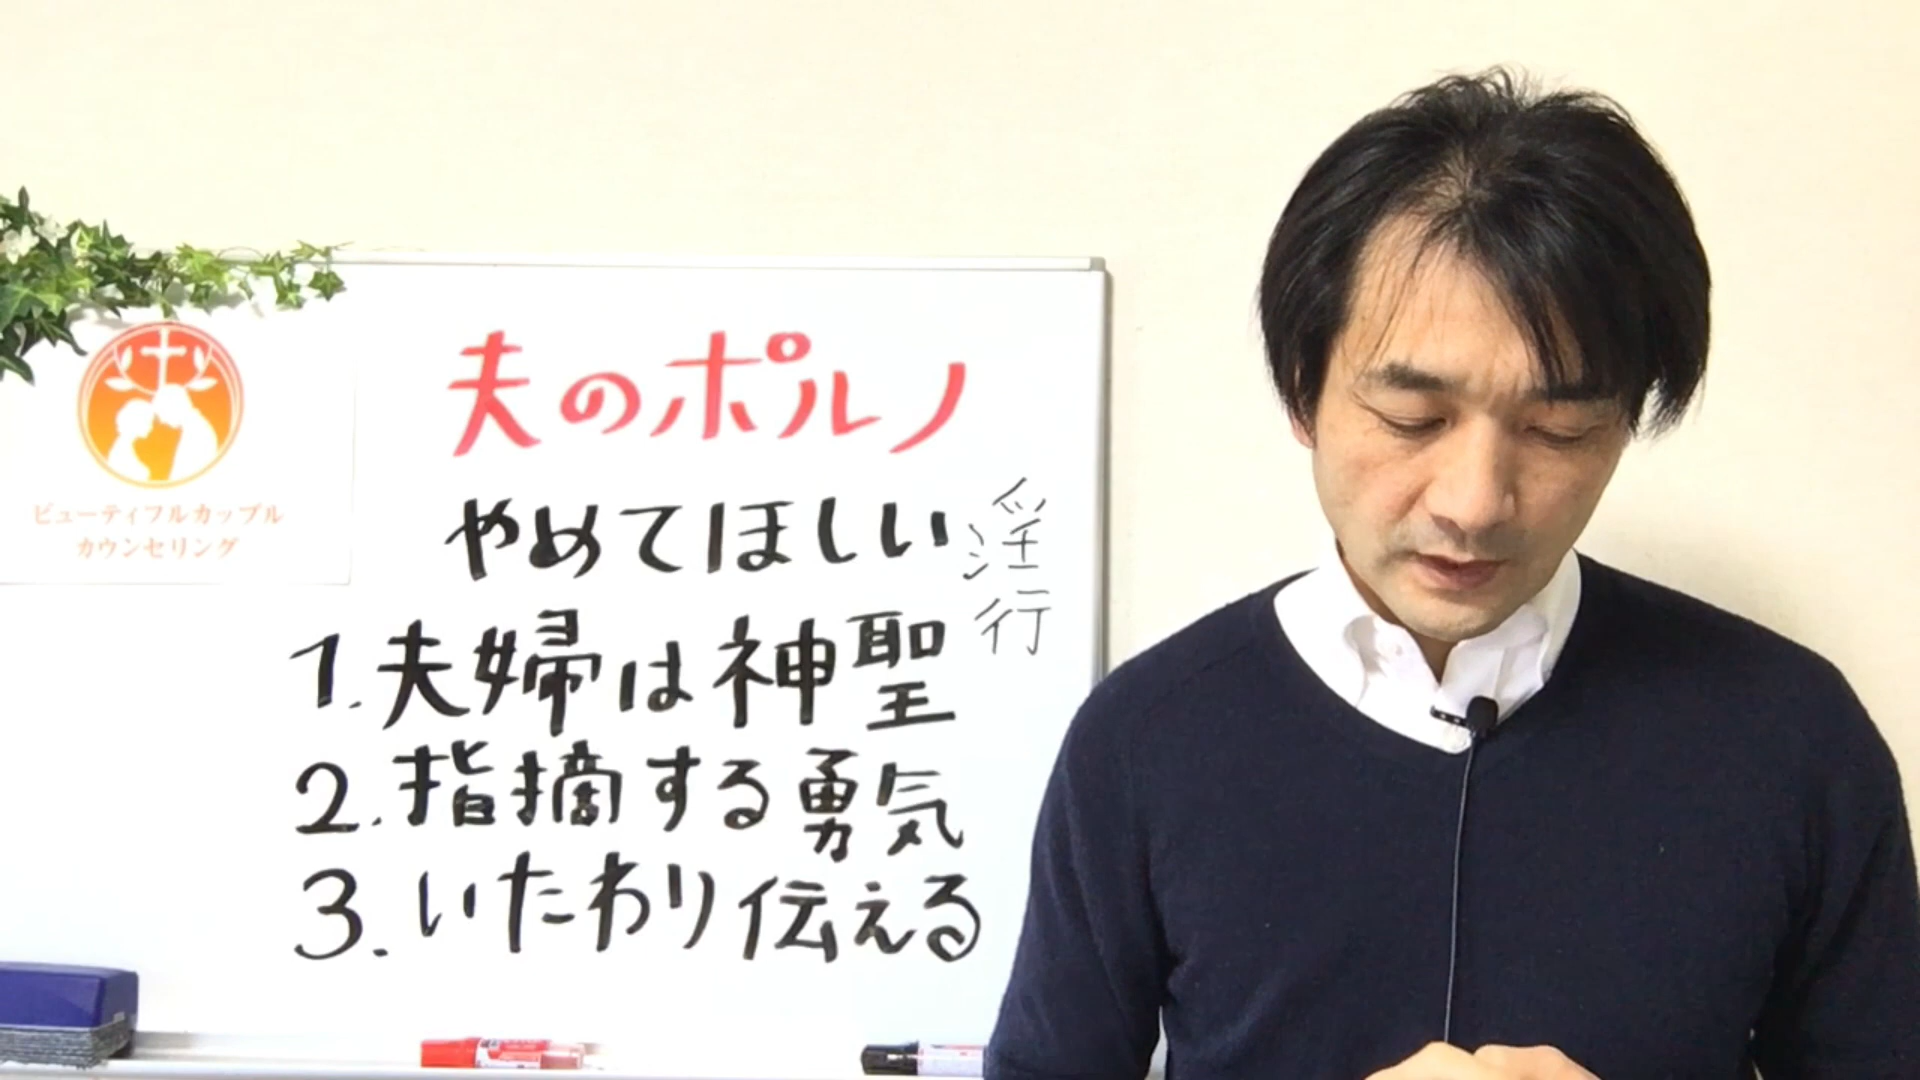 夫のポルノ
やめてほしい
淫行
1. 夫婦は神聖
2. 指摘する勇気
3. いたわり伝える
ビューティフルカップル
カウンセリング